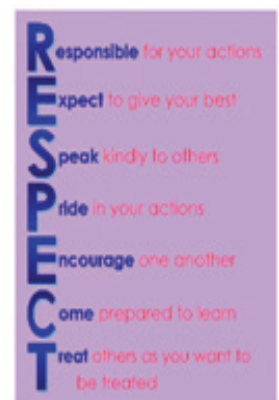 Responsible for your actions
Expect to give your best
Speak kindly to others
Pride in your actions
Encourage one another
Come prepared to learn
Treat others as you want to
be treated